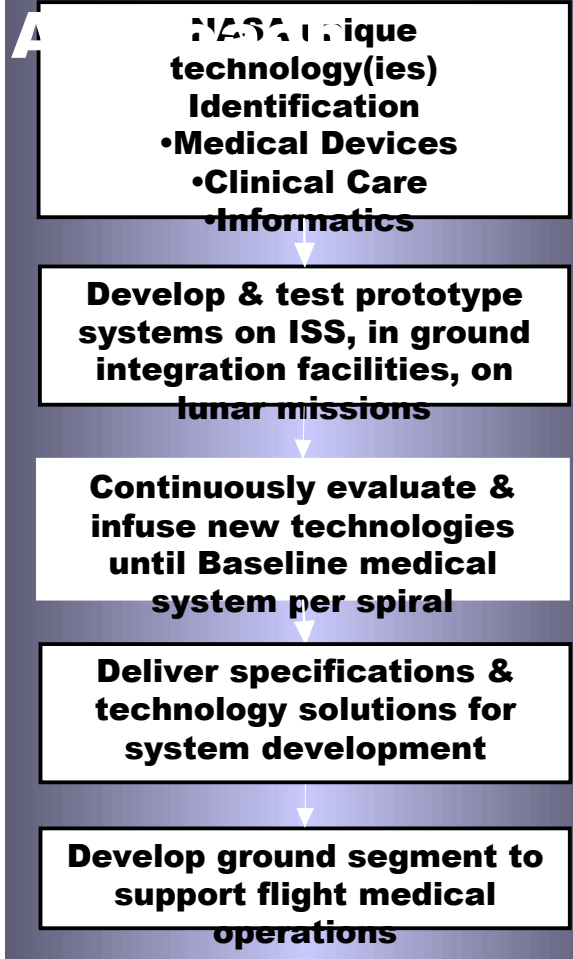 NASA unique
technology(ies)
Identification
•Medical Devices
•Clinical Care
•Informatics
Develop & test prototype
systems on ISS, in ground
integration facilities, on
lunar missions
Continuously evaluate &
infuse new technologies
until Baseline medical
system per spiral
Deliver specifications &
technology solutions for
system development
Develop ground segment to
support flight medical
operations